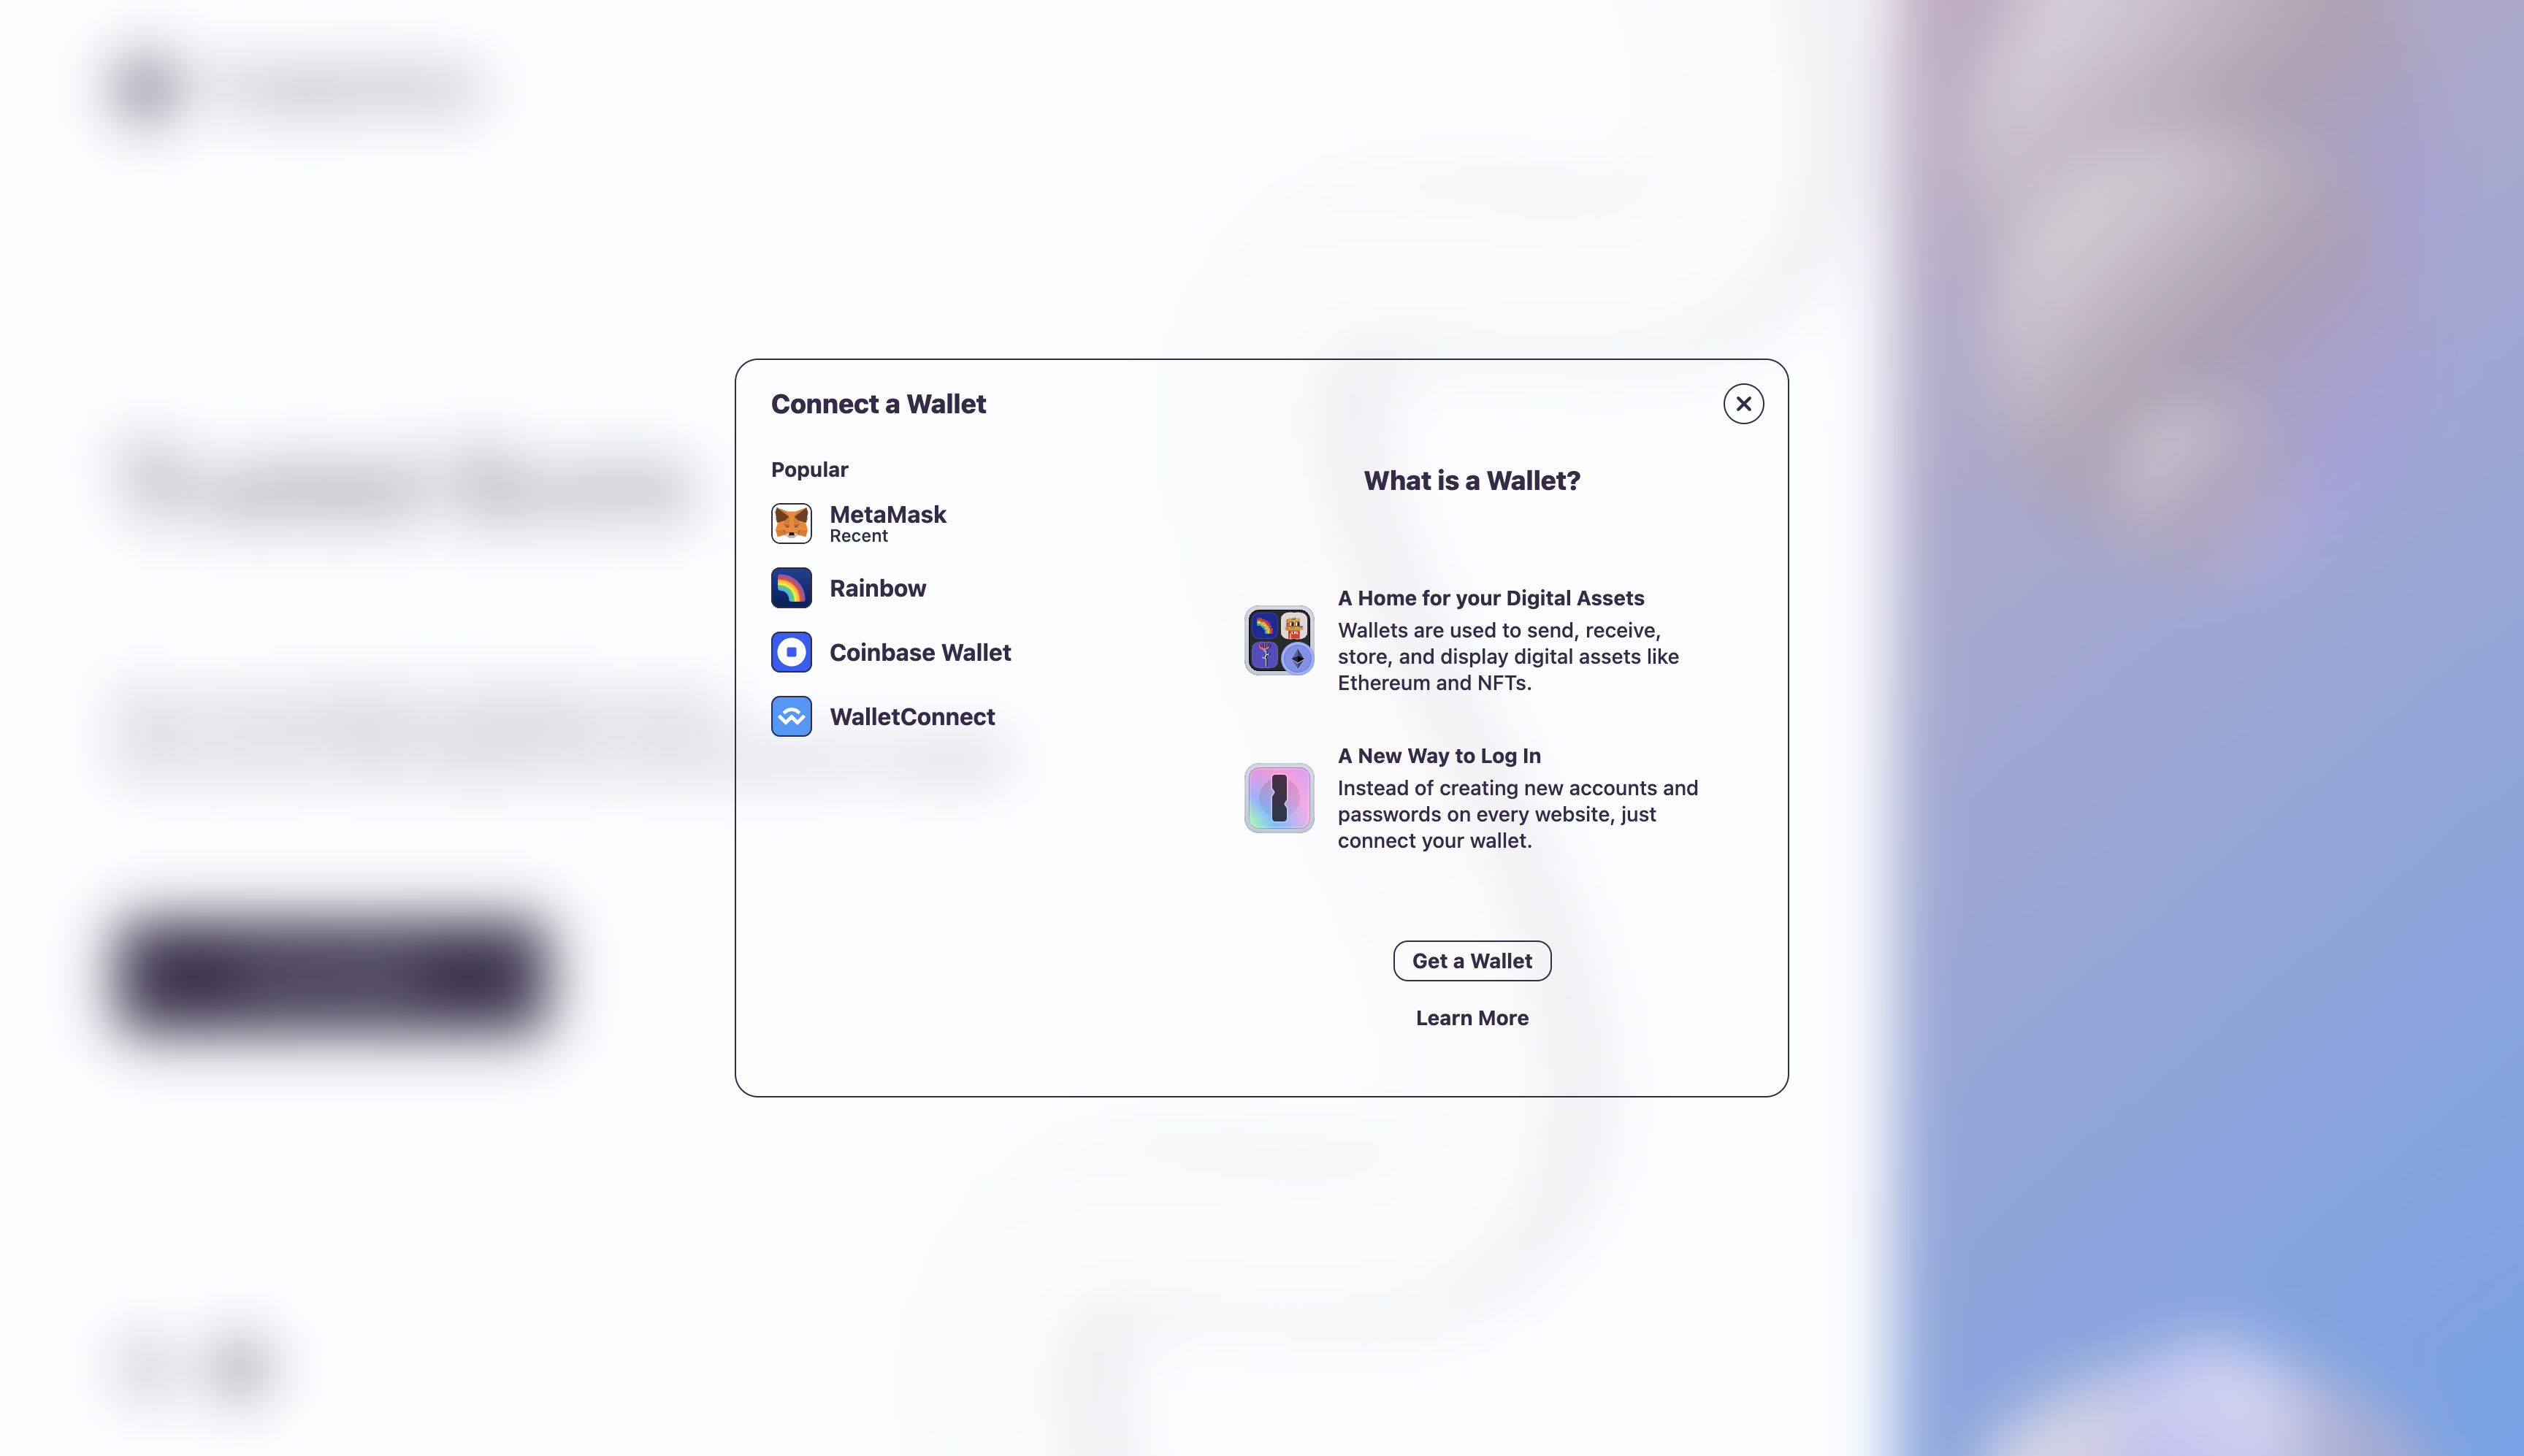 Connect a Wallet
Popular
MetaMask
Recent
Rainbow
Coinbase Wallet
WalletConnect
What is a Wallet?
A Home for your Digital Assets
Wallets are used to send, receive,
store, and display digital assets like
Ethereum and NFTs.
A New Way to Log In
Instead of creating new accounts and
passwords on every website, just
connect your wallet.
Get a Wallet
Learn More